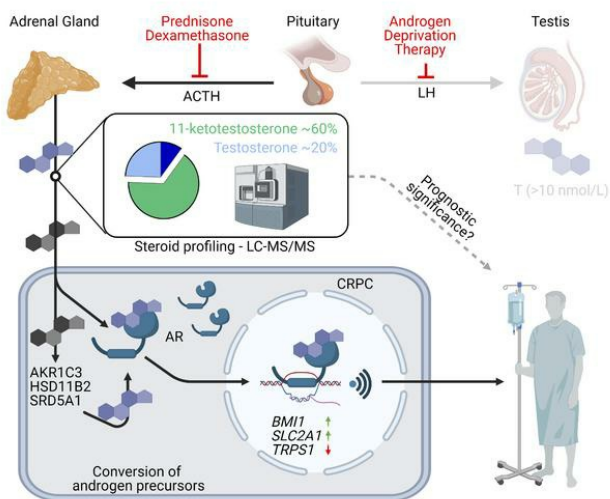 Adrenal Gland
Prednisone
Dexamethasone
Pituitary
Androgen
Deprivation
Therapy
Testis
ACTH
LH
11-ketotestosterone ~60%
Testosterone ~20%
T (>10 nmol/L)
Steroid profiling - LC-MS/MS
Prognostic
significance?
CRPC
AR
AKR1C3
HSD11B2
SRD5A1
BMI1
SLC2A1
TRPS1
Conversion of
androgen precursors